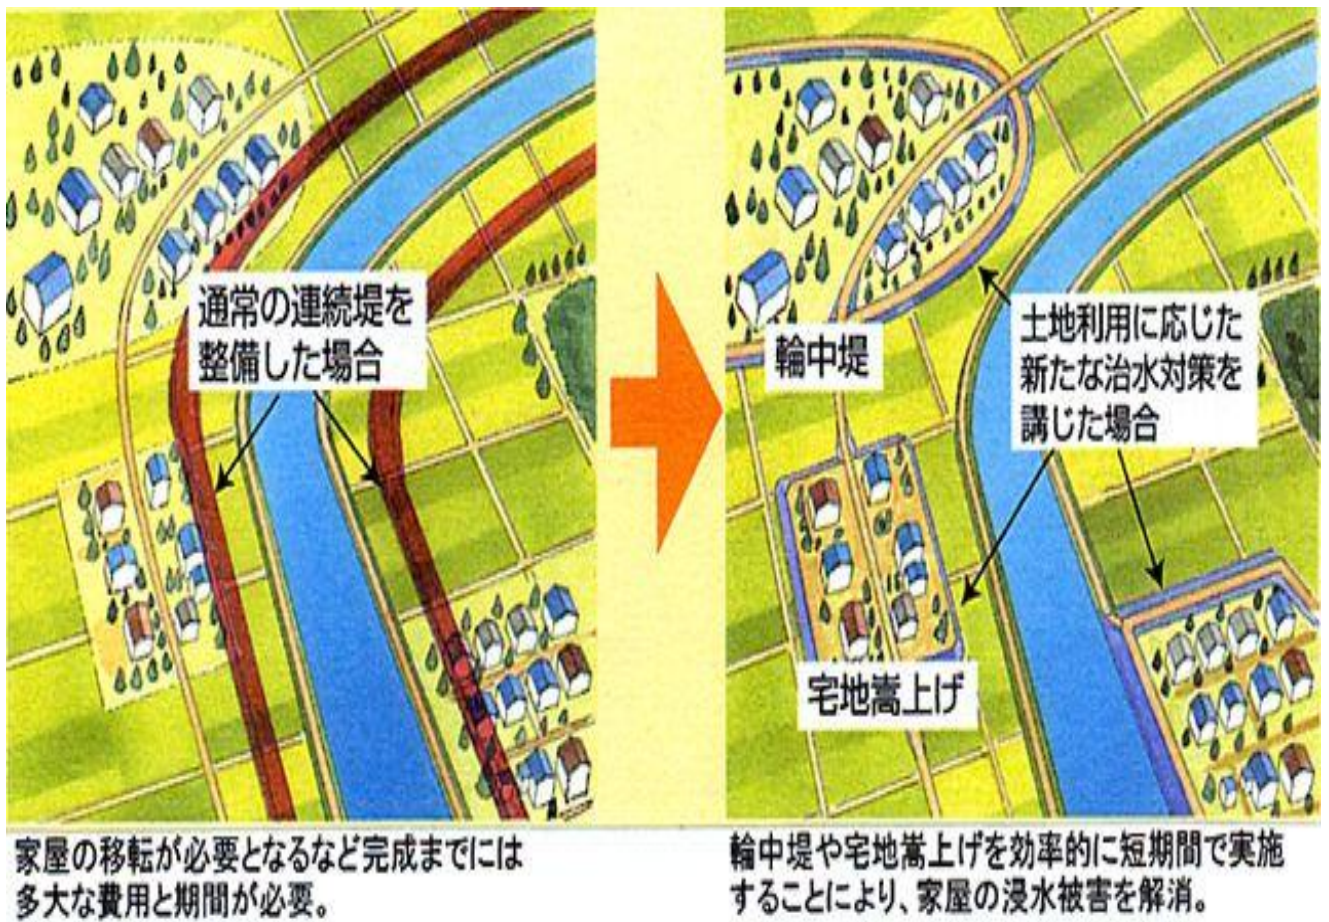 通常の連続堤を
整備した場合
輪中堤
土地利用に応じた
新たな治水対策を
講じた場合
宅地嵩上げ
家屋の移転が必要となるなど完成までには
多大な費用と期間が必要。
輪中堤や宅地嵩上げを効率的に短期間で実施
することにより、家屋の浸水被害を解消。